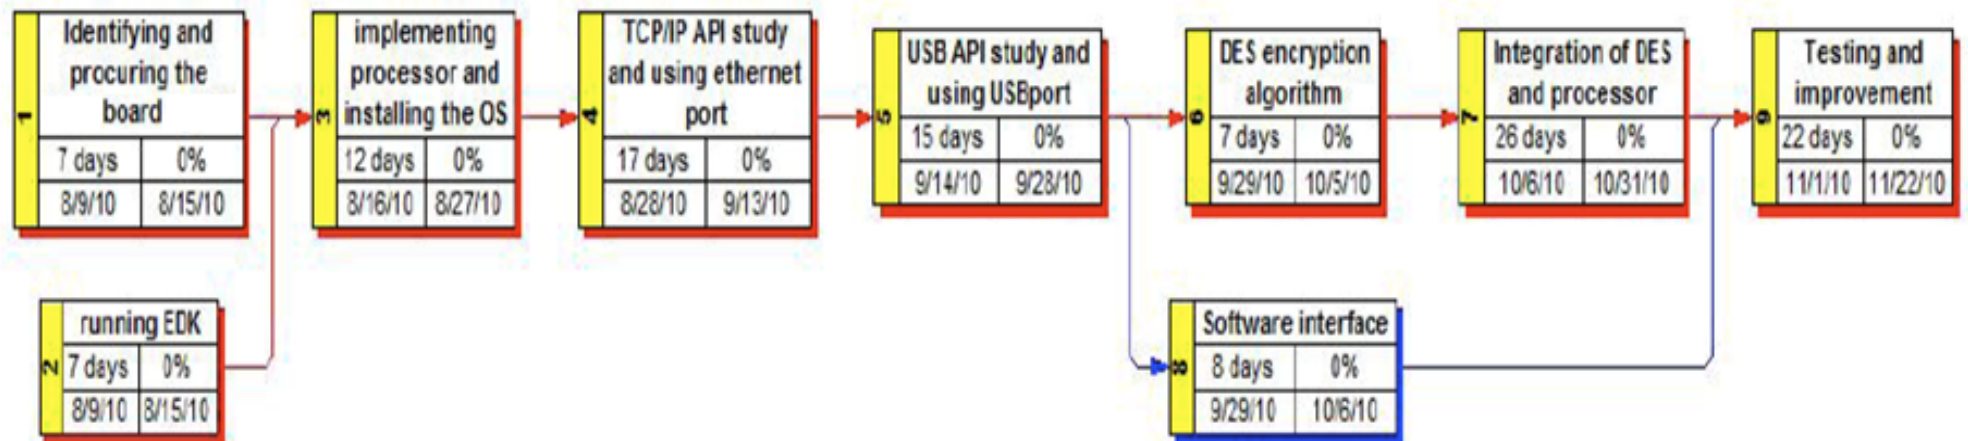 1
Identifying and
procuring the
board
7 days 0%
8/9/10 8/15/10
2
running EDK
7 days 0%
8/9/10 8/15/10
3
implementing
processor and
installing the OS
12 days 0%
8/16/10 8/27/10
4
TCP/IP API study
and using ethernet
port
17 days 0%
8/28/10 9/13/10
5
USB API study and
using USBport
15 days 0%
9/14/10 9/28/10
6
DES encryption
algorithm
7 days 0%
9/29/10 10/5/10
7
Integration of DES
and processor
26 days 0%
10/6/10 10/31/10
8
Software interface
8 days 0%
9/29/10 10/6/10
9
Testing and
improvement
22 days 0%
11/1/10 11/22/10